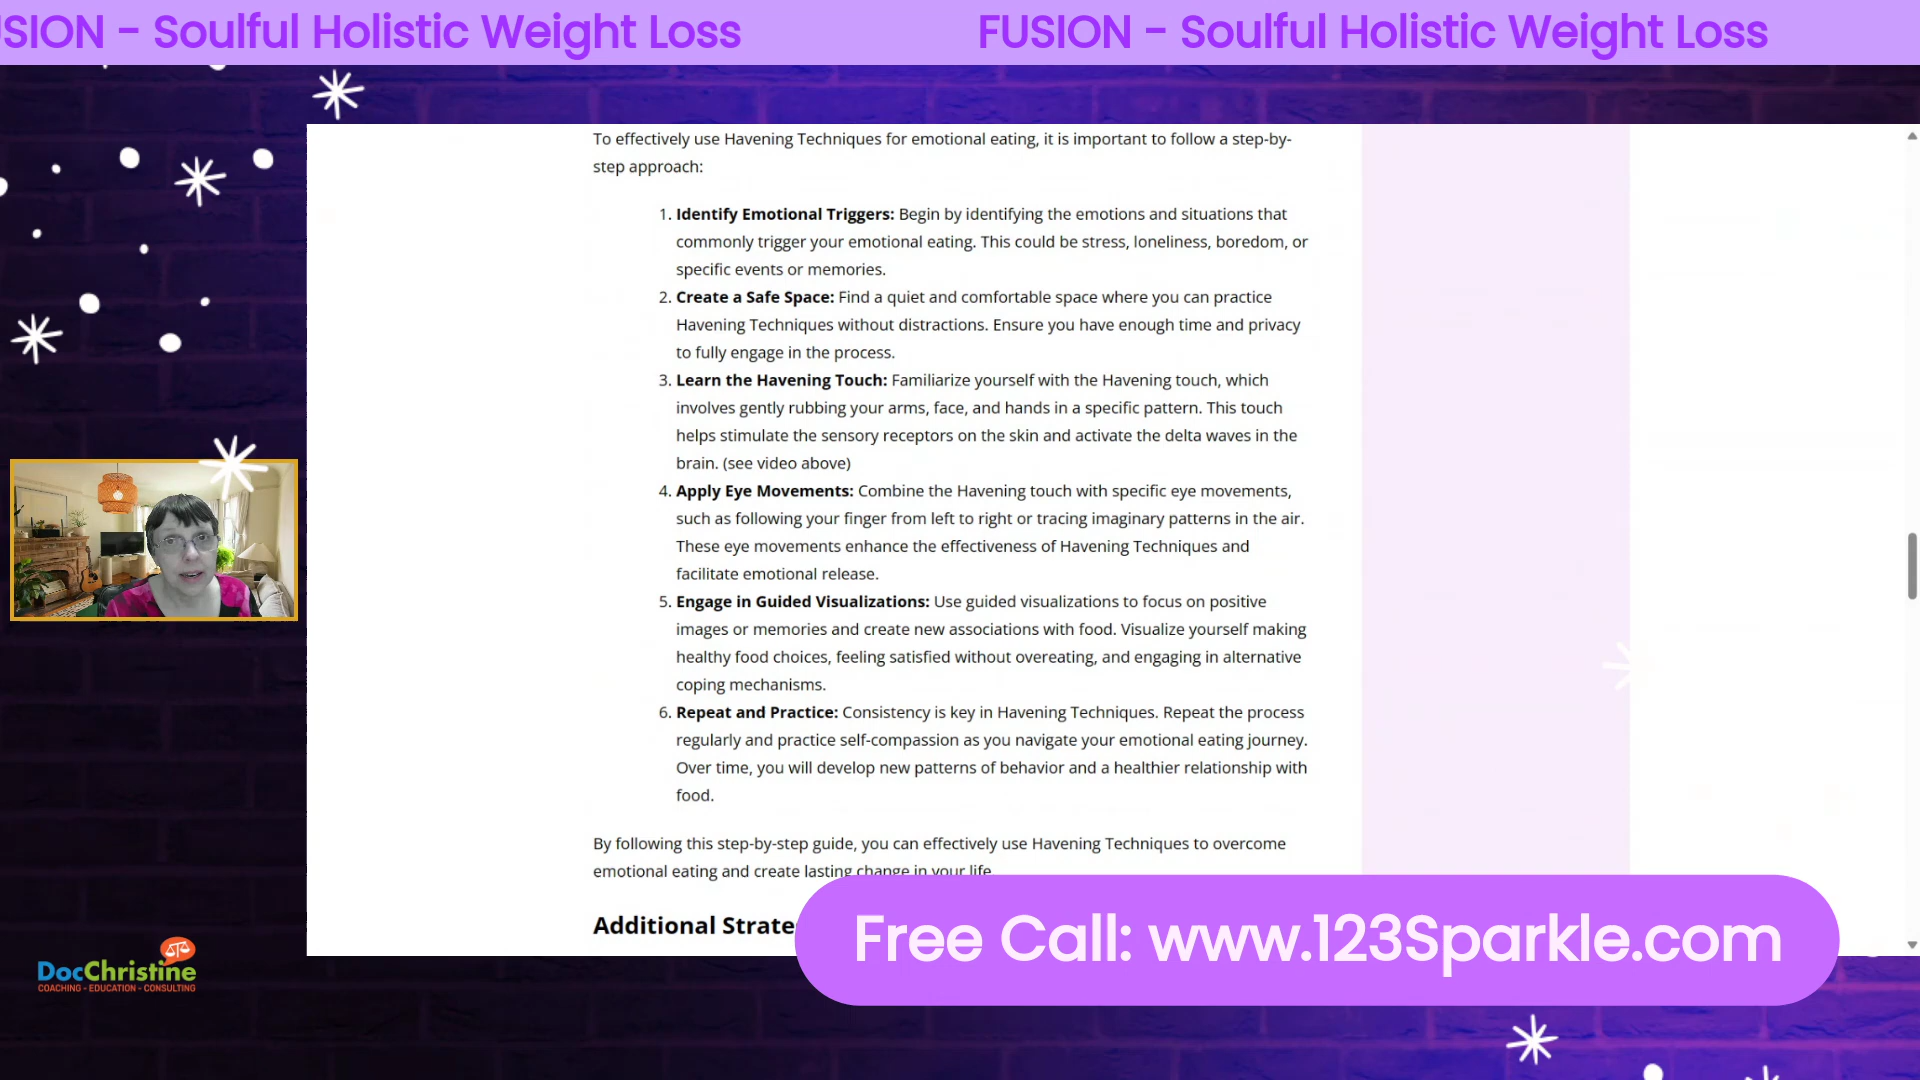 SION - Soulful Holistic Weight Loss
FUSION - Soulful Holistic Weight Loss
To effectively use Havening Techniques for emotional eating, it is important to follow a step-by-
step approach:
1. Identify Emotional Triggers: Begin by identifying the emotions and situations that
commonly trigger your emotional eating. This could be stress, loneliness, boredom, or
specific events or memories.
2. Create a Safe Space: Find a quiet and comfortable space where you can practice
Havening Techniques without distractions. Ensure you have enough time and privacy
to fully engage in the process.
3. Learn the Havening Touch: Familiarize yourself with the Havening touch, which
involves gently rubbing your arms, face, and hands in a specific pattern. This touch
helps stimulate the sensory receptors on the skin and activate the delta waves in the
brain. (see video above)
4. Apply Eye Movements: Combine the Havening touch with specific eye movements,
such as following your finger from left to right or tracing imaginary patterns in the air.
These eye movements enhance the effectiveness of Havening Techniques and
facilitate emotional release.
5. Engage in Guided Visualizations: Use guided visualizations to focus on positive
images or memories and create new associations with food. Visualize yourself making
healthy food choices, feeling satisfied without overeating, and engaging in alternative
coping mechanisms.
6. Repeat and Practice: Consistency is key in Havening Techniques. Repeat the process
regularly and practice self-compassion as you navigate your emotional eating journey.
Over time, you will develop new patterns of behavior and a healthier relationship with
food.
By following this step-by-step guide, you can effectively use Havening Techniques to overcome
emotional eating and create lasting change in your life.
Additional Strate
Free Call: www.123Sparkle.com
DocChristine
COACHING - EDUCATION - CONSULTING